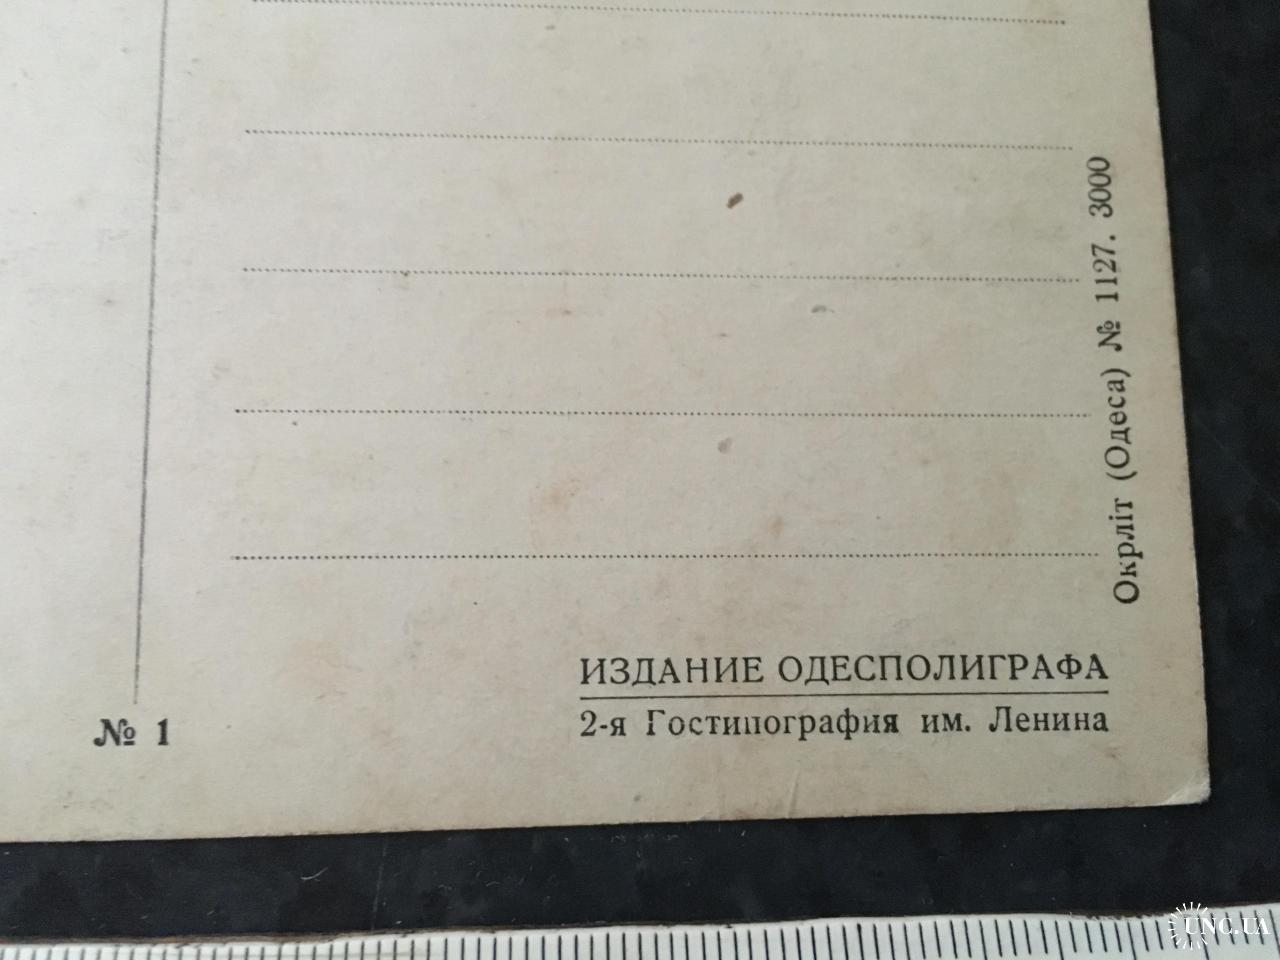 Окрліт (Одеса) № 1127. 3000
ИЗДАНИЕ ОДЕСПОЛИГРАФА
2-я Гостипография им. Ленина
№ 1
UNC.UA